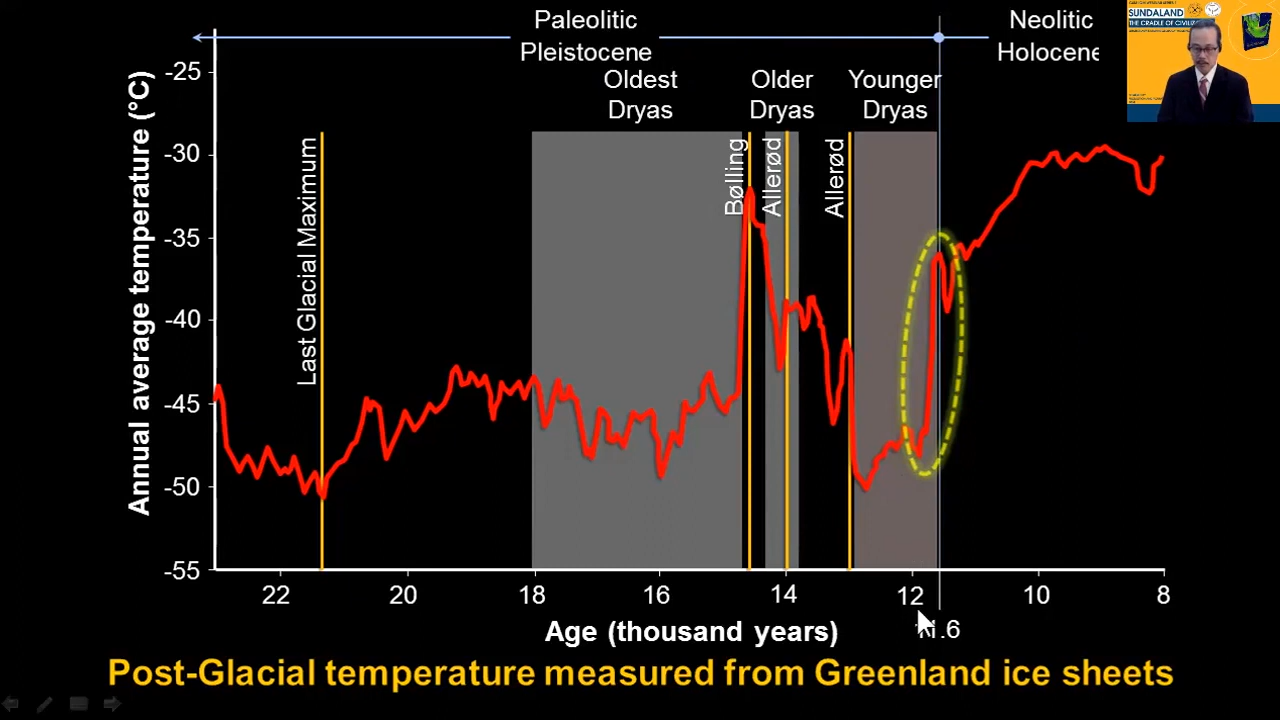 Paleolitic
Pleistocene
Neolitic
Holocene
SUNDALAND
THE CRADLE OF CIVILIZ
Oldest
Dryas
Older
Dryas
Younger
Dryas
Annual average temperature (°C)
-25
-30
-35
-40
-45
-50
-55
Last Glacial Maximum
Bølling
Allerød
Allerød
22
20
18
16
14
12
10
8
11.6
Age (thousand years)
Post-Glacial temperature measured from Greenland ice sheets